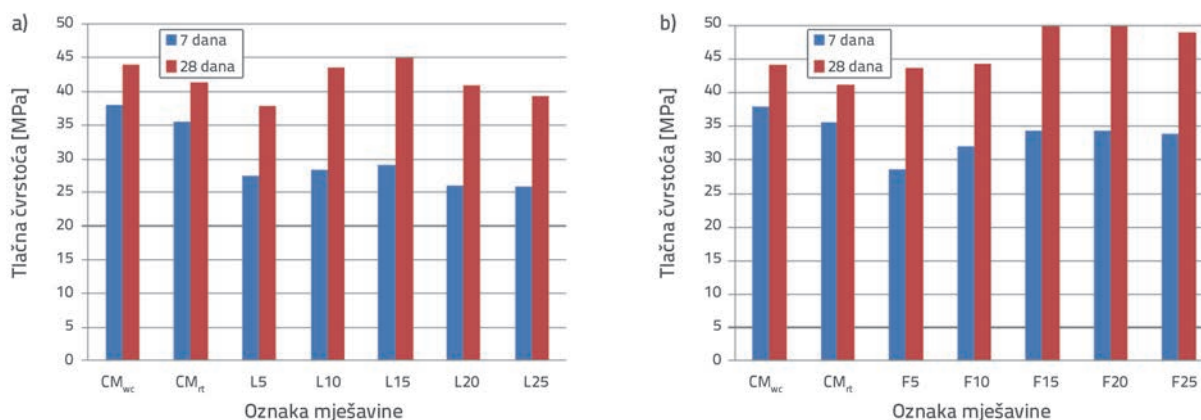 a)
50
45
40
35
30
25
20
15
10
5
0
Tlačna čvrstoća [MPa]
7 dana
28 dana
CMwc CMrt L5 L10 L15 L20 L25
Oznaka mješavine
b)
50
45
40
35
30
25
20
15
10
5
0
Tlačna čvrstoća [MPa]
7 dana
28 dana
CMwc CMrt F5 F10 F15 F20 F25
Oznaka mješavine